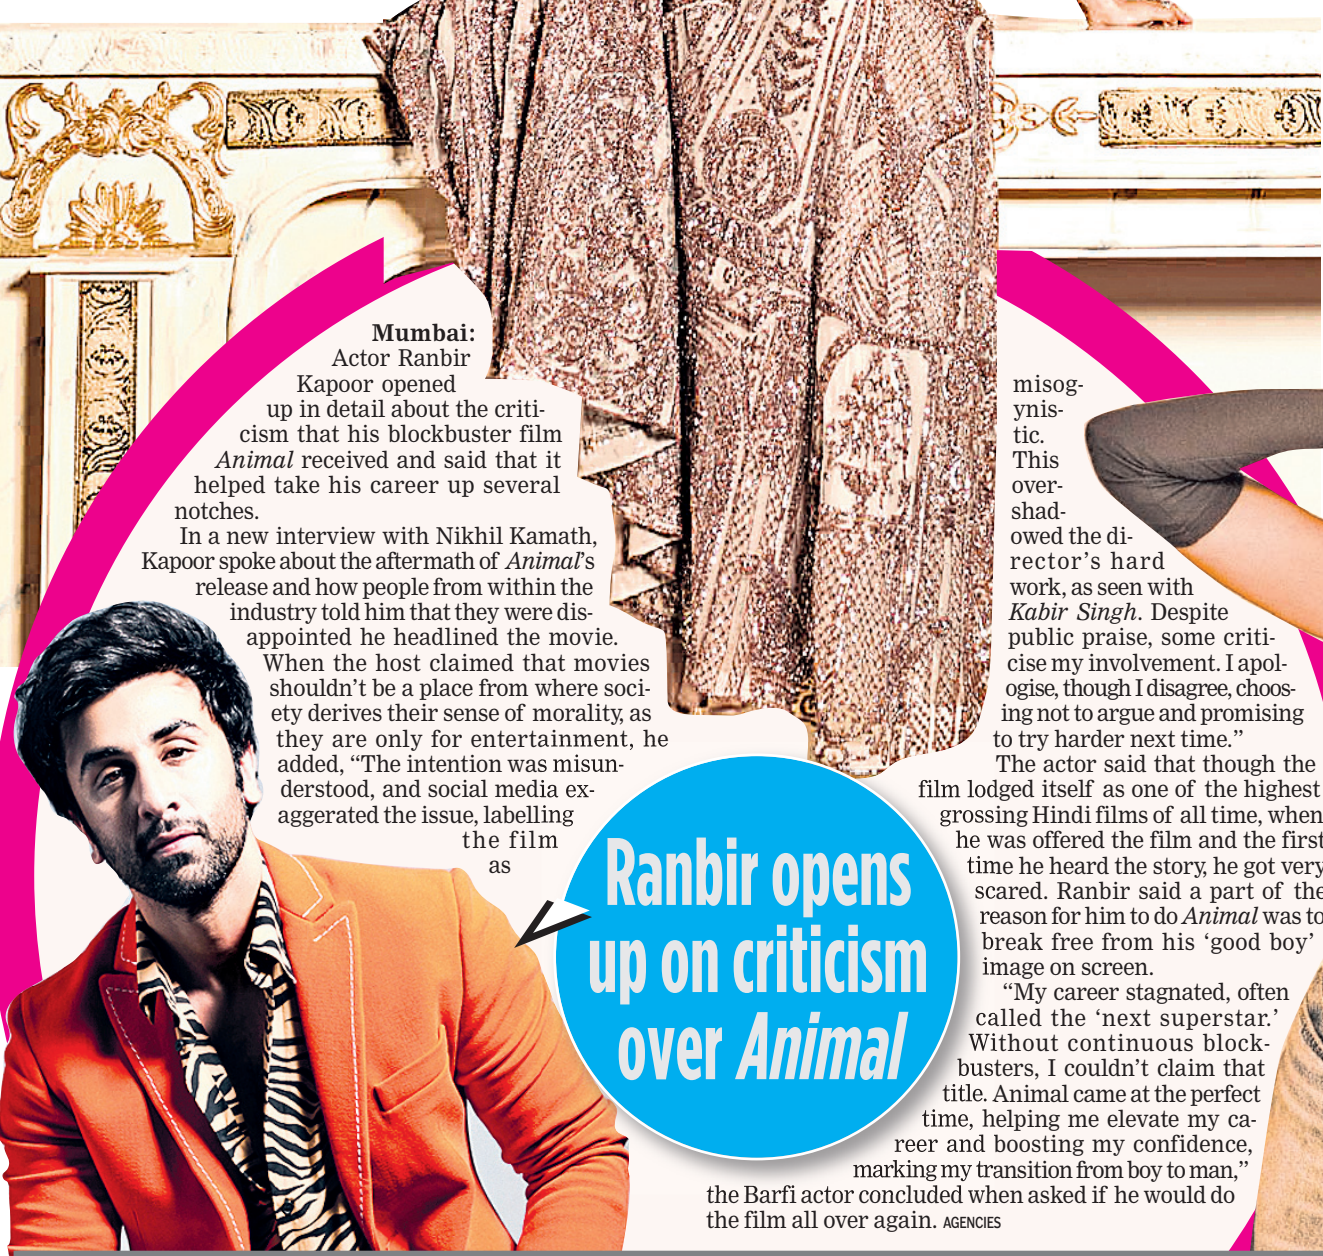 Mumbai:
Actor Ranbir
Kapoor opened
up in detail about the criti-
cism that his blockbuster film
Animal received and said that it
helped take his career up several
notches.
In a new interview with Nikhil Kamath,
Kapoor spoke about the aftermath of Animal's
release and how people from within the
industry told him that they were dis-
appointed he headlined the movie.
When the host claimed that movies
shouldn't be a place from where soci-
ety derives their sense of morality, as
they are only for entertainment, he
added, "The intention was misun-
derstood, and social media ex-
aggerated the issue, labelling
the film
as
misog-
ynis-
tic.
This
over-
shad-
owed the di-
rector's hard
work, as seen with
Kabir Singh. Despite
public praise, some criti-
cise my involvement. I apol-
ogise, though I disagree, choos-
ing not to argue and promising
to try harder next time."
The actor said that though the
film lodged itself as one of the highest
grossing Hindi films of all time, when
he was offered the film and the first
time he heard the story, he got very
scared. Ranbir said a part of the
reason for him to do Animal was to
break free from his 'good boy'
image on screen.
"My career stagnated, often
called the 'next superstar.'
Without continuous block-
busters, I couldn't claim that
title. Animal came at the perfect
time, helping me elevate my ca-
reer and boosting my confidence,
marking my transition from boy to man,"
the Barfi actor concluded when asked if he would do
the film all over again. AGENCIES
Ranbir opens
up on criticism
over Animal